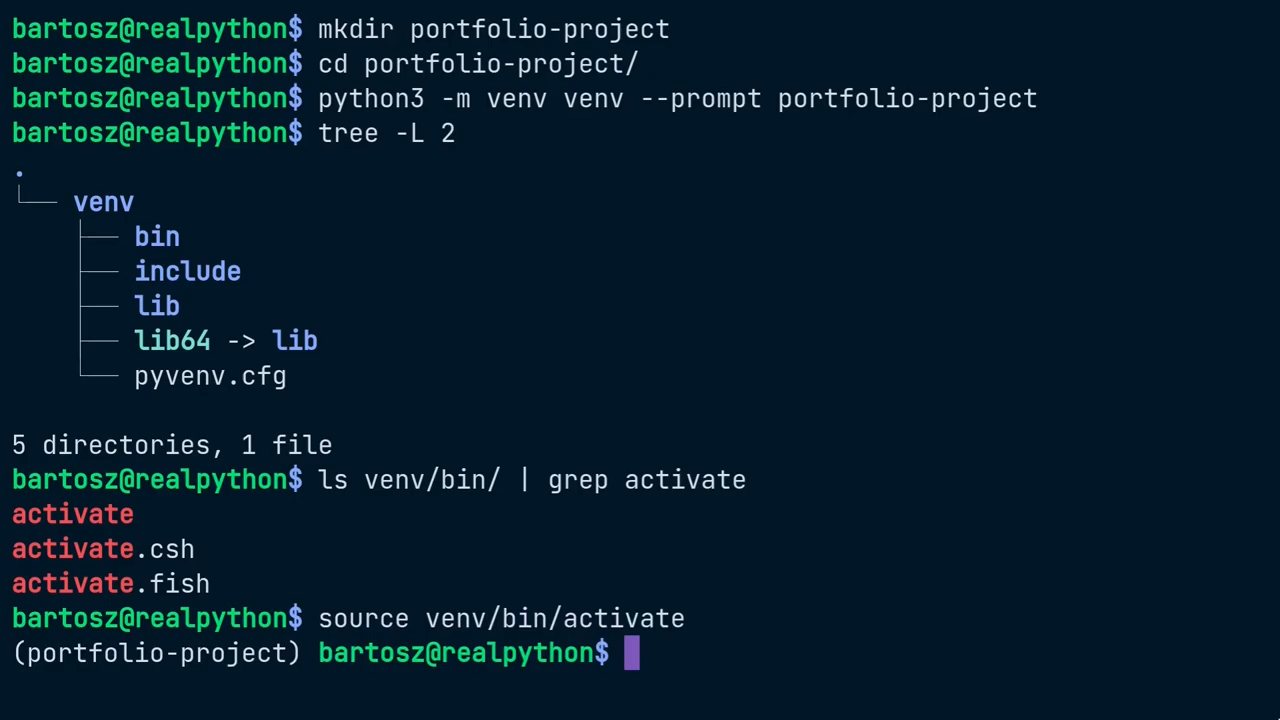 bartosz@realpython$ mkdir portfolio-project
bartosz@realpython$ cd portfolio-project/
bartosz@realpython$ python3 -m venv venv --prompt portfolio-project
bartosz@realpython$ tree -L 2
.
└── venv
    ├── bin
    ├── include
    ├── lib
    ├── lib64 -> lib
    └── pyvenv.cfg

5 directories, 1 file
bartosz@realpython$ ls venv/bin/ | grep activate
activate
activate.csh
activate.fish
bartosz@realpython$ source venv/bin/activate
(portfolio-project) bartosz@realpython$